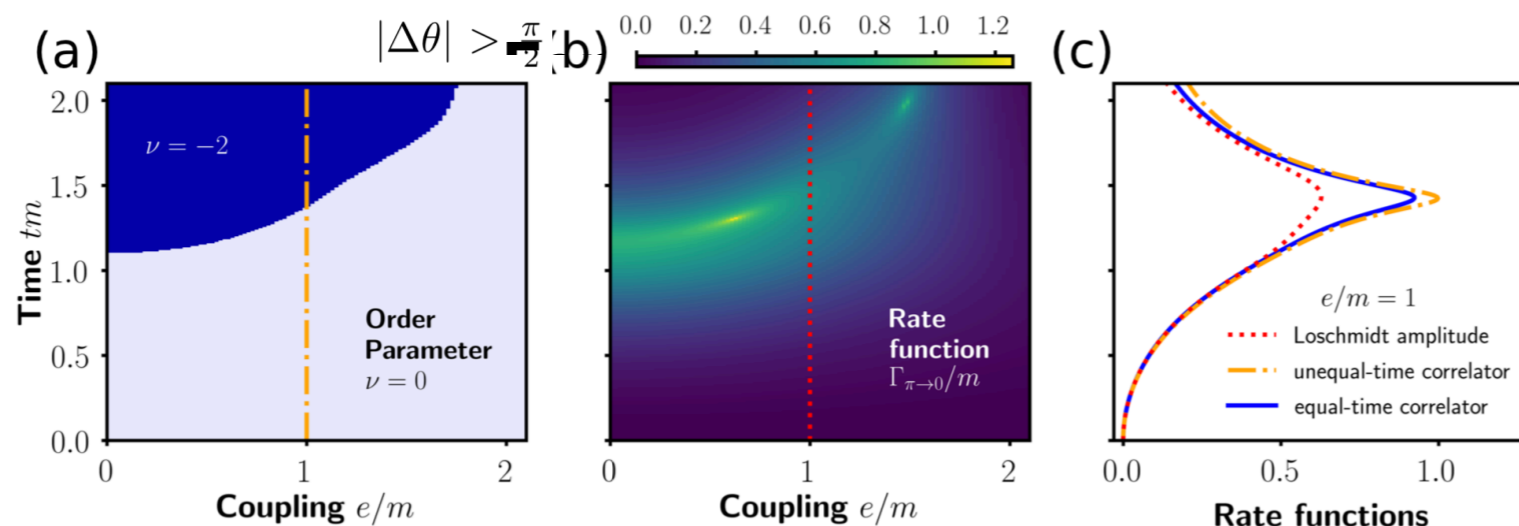 (a)
|Δθ| > π/2
(b)
0.0 0.2 0.4 0.6 0.8 1.0 1.2
(c)
Time tm
2.0
1.5
1.0
0.5
0.0
ν = −2
Order
Parameter
ν = 0
0 1 2
Coupling e/m
Rate
function
Γπ→0/m
0 1 2
Coupling e/m
e/m = 1
Loschmidt amplitude
unequal-time correlator
equal-time correlator
0.0 0.5 1.0
Rate functions